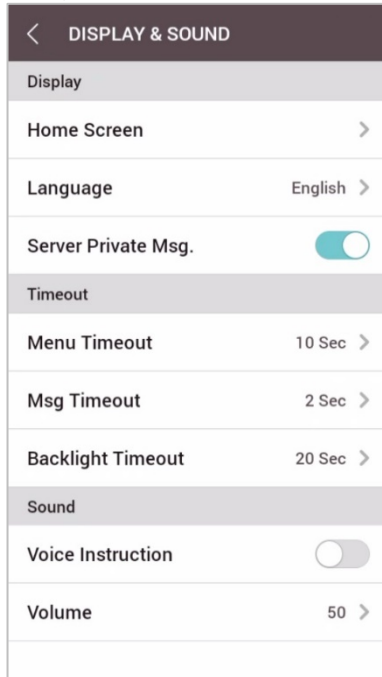 DISPLAY & SOUND
Display
Home Screen
Language English
Server Private Msg.
Timeout
Menu Timeout 10 Sec
Msg Timeout 2 Sec
Backlight Timeout 20 Sec
Sound
Voice Instruction
Volume 50